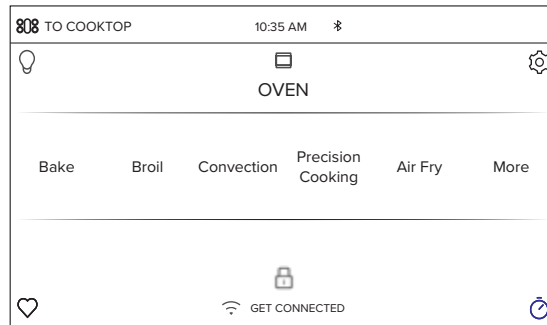 TO COOKTOP 10:35 AM
OVEN
Bake Broil Convection Precision Cooking Air Fry More
GET CONNECTED